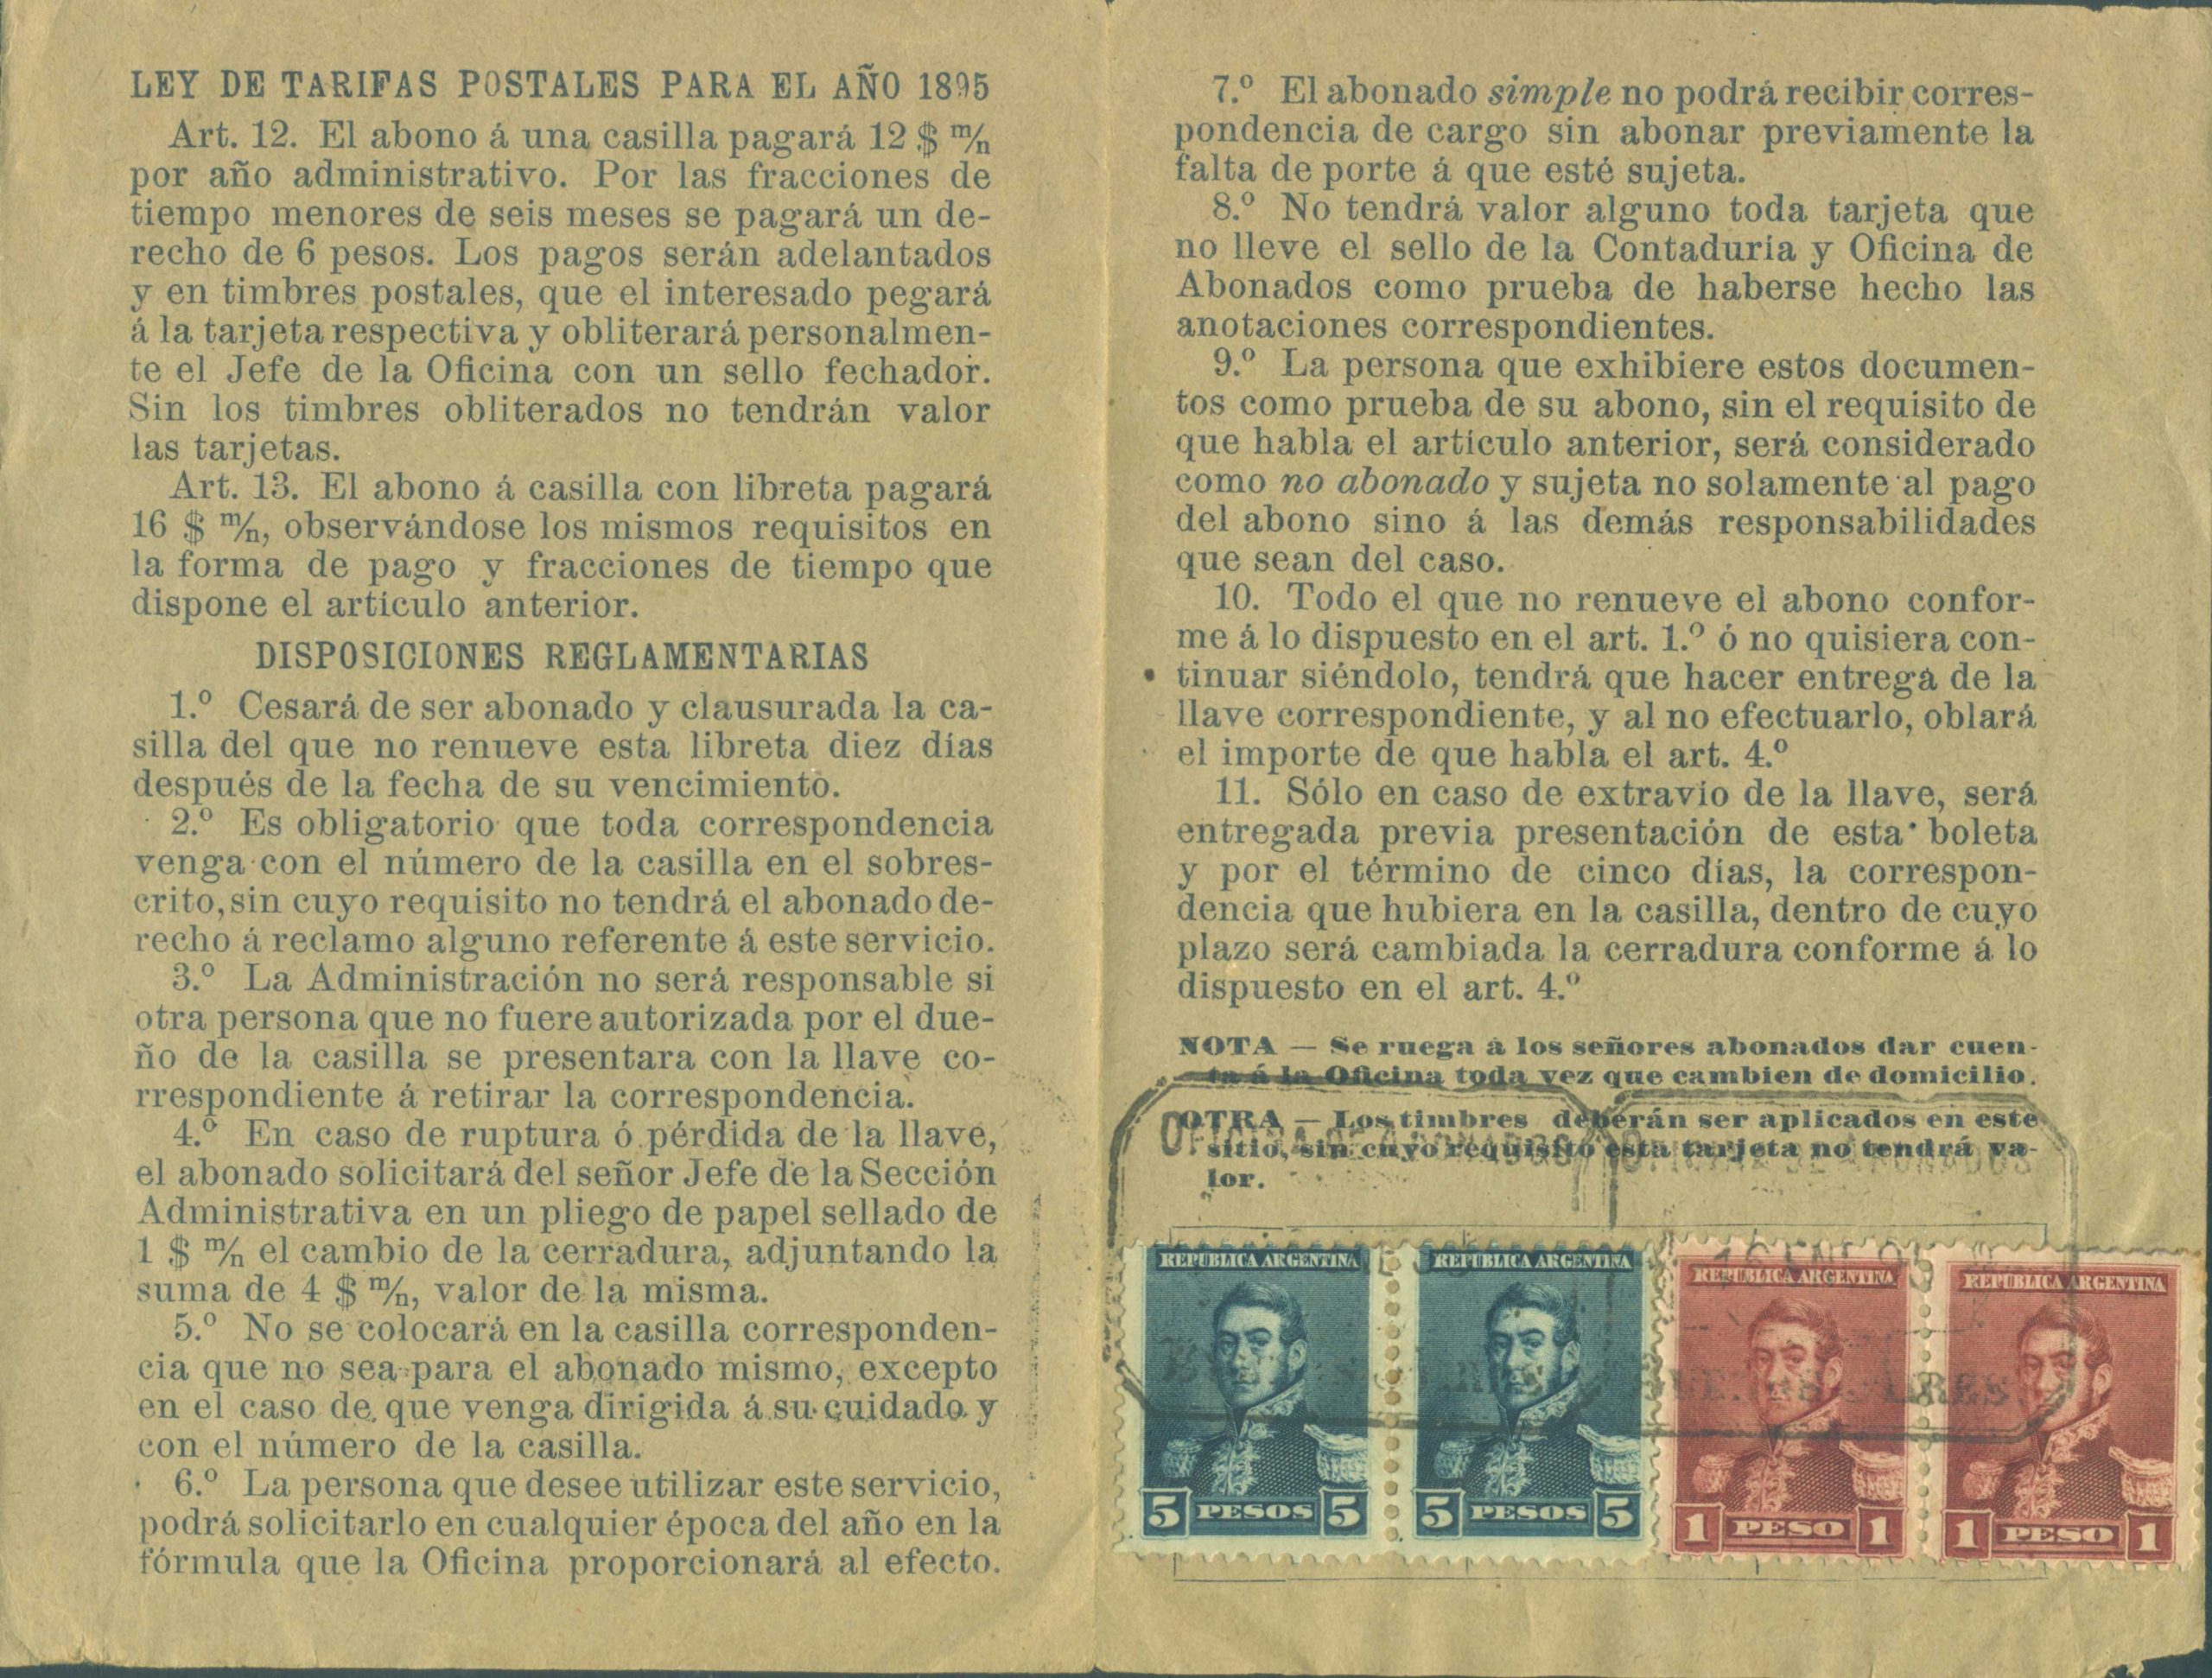 LEY DE TARIFAS POSTALES PARA EL AÑO 1895
Art. 12. El abono á una casilla pagará 12 $ m/n
por año administrativo. Por las fracciones de
tiempo menores de seis meses se pagará un de-
recho de 6 pesos. Los pagos serán adelantados
y en timbres postales, que el interesado pegará
á la tarjeta respectiva y obliterará personalmen-
te el Jefe de la Oficina con un sello fechador.
Sin los timbres obliterados no tendrán valor
las tarjetas.
Art. 13. El abono á casilla con libreta pagará
16 $ m/n, observándose los mismos requisitos en
la forma de pago y fracciones de tiempo que
dispone el artículo anterior.
DISPOSICIONES REGLAMENTARIAS
1.º Cesará de ser abonado y clausurada la ca-
silla del que no renueve esta libreta diez días
después de la fecha de su vencimiento.
2.º Es obligatorio que toda correspondencia
venga con el número de la casilla en el sobres-
crito, sin cuyo requisito no tendrá el abonado de-
recho á reclamo alguno referente á este servicio.
3.º La Administración no será responsable si
otra persona que no fuere autorizada por el due-
ño de la casilla se presentara con la llave co-
rrespondiente á retirar la correspondencia.
4.º En caso de ruptura ó pérdida de la llave,
el abonado solicitará del señor Jefe de la Sección
Administrativa en un pliego de papel sellado de
1 $ m/n el cambio de la cerradura, adjuntando la
suma de 4 $ m/n, valor de la misma.
5.º No se colocará en la casilla corresponden-
cia que no sea para el abonado mismo, excepto
en el caso de que venga dirigida á su cuidado y
con el número de la casilla.
6.º La persona que desee utilizar este servicio,
podrá solicitarlo en cualquier época del año en la
fórmula que la Oficina proporcionará al efecto.
7.º El abonado simple no podrá recibir corres-
pondencia de cargo sin abonar previamente la
falta de porte á que esté sujeta.
8.º No tendrá valor alguno toda tarjeta que
no lleve el sello de la Contaduría y Oficina de
Abonados como prueba de haberse hecho las
anotaciones correspondientes.
9.º La persona que exhibiere estos documen-
tos como prueba de su abono, sin el requisito de
que habla el artículo anterior, será considerado
como no abonado y sujeta no solamente al pago
del abono sino á las demás responsabilidades
que sean del caso.
10. Todo el que no renueve el abono confor-
me á lo dispuesto en el art. 1.º ó no quisiera con-
tinuar siéndolo, tendrá que hacer entrega de la
llave correspondiente, y al no efectuarlo, oblará
el importe de que habla el art. 4.º
11. Sólo en caso de extravio de la llave, será
entregada previa presentación de esta boleta
y por el término de cinco días, la correspon-
dencia que hubiera en la casilla, dentro de cuyo
plazo será cambiada la cerradura conforme á lo
dispuesto en el art. 4.º
NOTA — Se ruega á los señores abonados dar cuen-
ta á la Oficina toda vez que cambien de domicilio.
OTRA — Los timbres deberán ser aplicados en este
sitio, sin cuyo requisito esta tarjeta no tendrá va-
lor.
OFICINA DE ABONADOS
16 ENE 95
BUENOS AIRES
REPUBLICA ARGENTINA REPUBLICA ARGENTINA REPUBLICA ARGENTINA REPUBLICA ARGENTINA
5 PESOS 5 5 PESOS 5 1 PESO 1 1 PESO 1